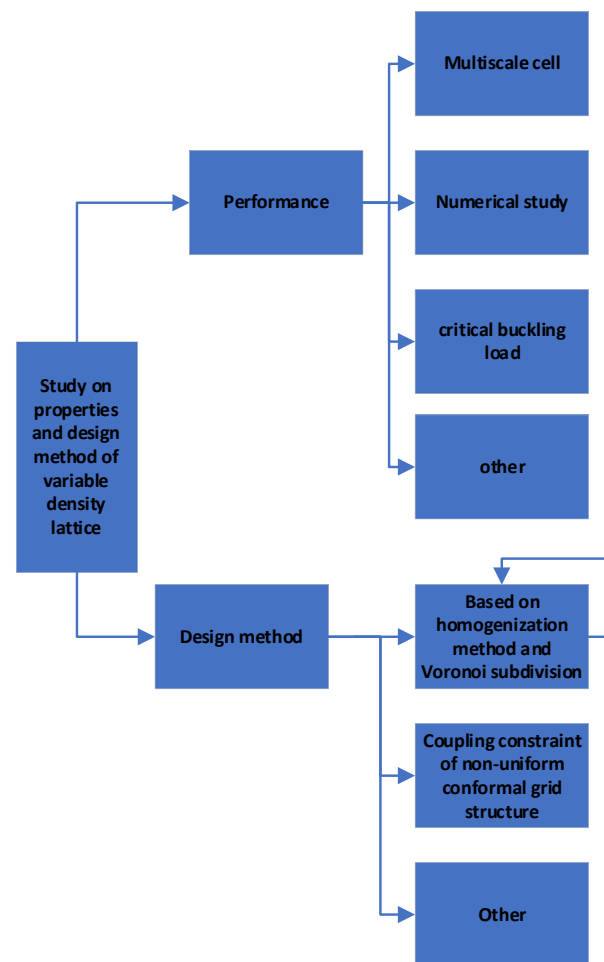 Multiscale cell
Performance
Numerical study
critical buckling
load
Study on
properties
and design
method of
variable
density
lattice
other
Design method
Based on
homogenization
method and
Voronoi subdivision
Coupling constraint
of non-uniform
conformal grid
structure
Other